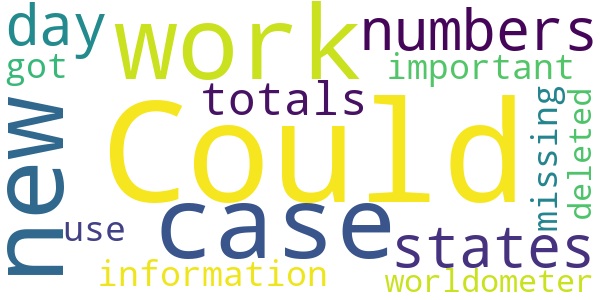 day
work
numbers
got
important
totals
new
Could
missing
deleted
case
use
states
information
worldometer